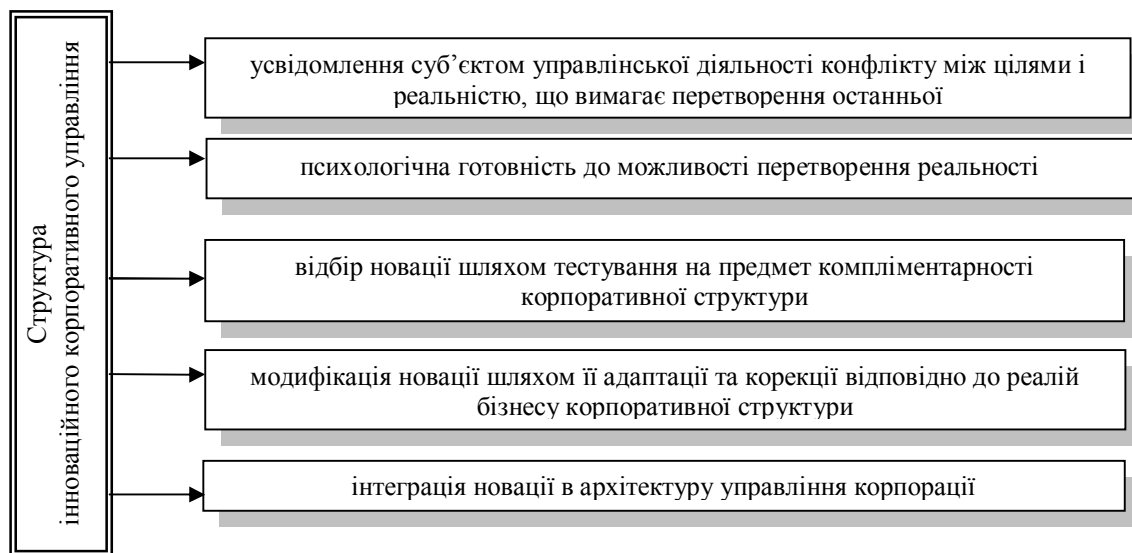 Структура
інноваційного корпоративного управління
усвідомлення суб’єктом управлінської діяльності конфлікту між цілями і
реальністю, що вимагає перетворення останньої
психологічна готовність до можливості перетворення реальності
відбір новації шляхом тестування на предмет компліментарності
корпоративної структури
модифікація новації шляхом її адаптації та корекції відповідно до реалій
бізнесу корпоративної структури
інтеграція новації в архітектуру управління корпорації